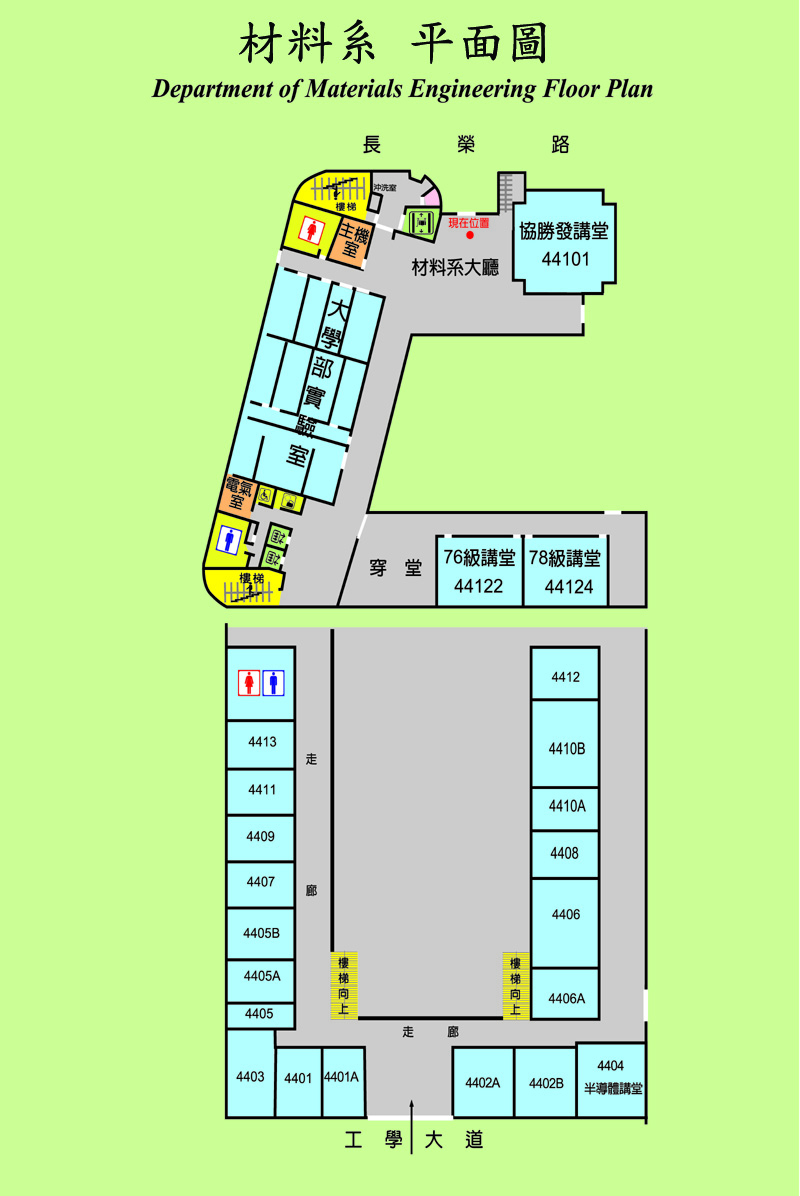 材料系 平面圖
Department of Materials Engineering Floor Plan
長 榮 路
沖洗室
樓梯
主機室
現在位置
協勝發講堂
44101
材料系大廳
大學部實驗室
電氣室
樓梯
穿堂
76級講堂
44122
78級講堂
44124
4412
4413
走廊
4410B
4411
4410A
4409
4408
4407
4406
4405B
樓梯向上
樓梯向上
4405A
4406A
4405
走廊
4403
4401
4401A
4402A
4402B
4404
半導體講堂
工 學 大 道